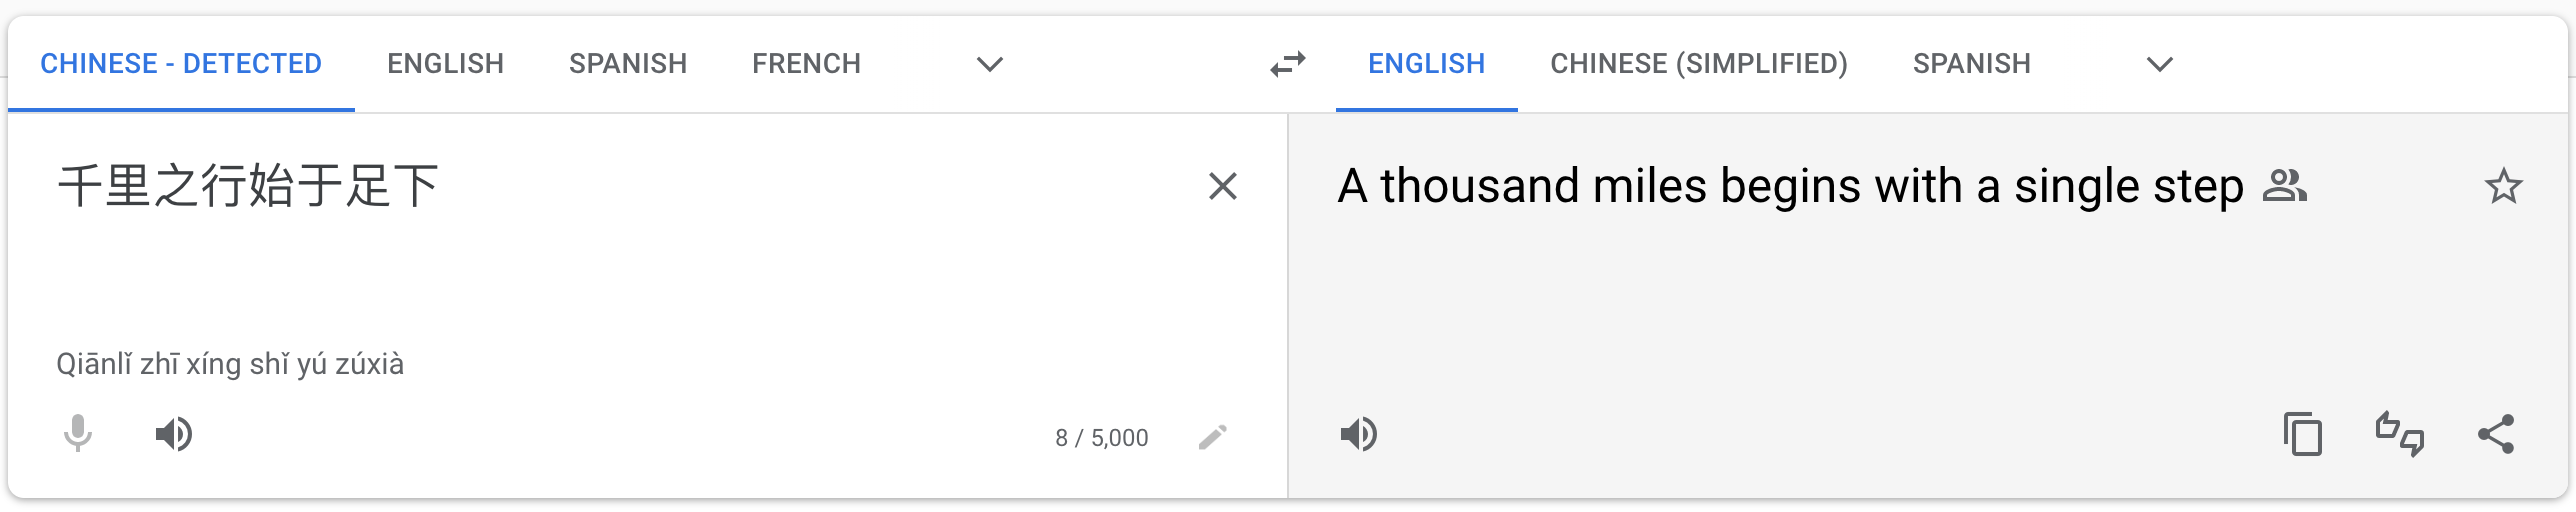 CHINESE - DETECTED ENGLISH SPANISH FRENCH ENGLISH CHINESE (SIMPLIFIED) SPANISH
千里之行始于足下
A thousand miles begins with a single step
Qiānlǐ zhī xíng shǐ yú zúxià
8 / 5,000